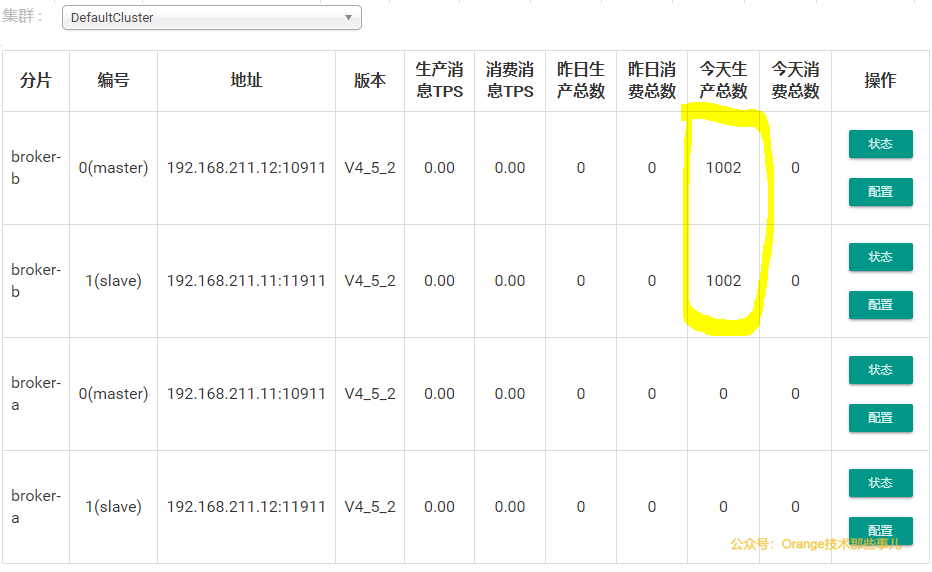 集群：
DefaultCluster
分片 编号 地址 版本 生产消息TPS 消费消息TPS 昨日生产总数 昨日消费总数 今天生产总数 今天消费总数 操作
broker-b 0(master) 192.168.211.12:10911 V4_5_2 0.00 0.00 0 0 1002 0 状态 配置
broker-b 1(slave) 192.168.211.11:11911 V4_5_2 0.00 0.00 0 0 1002 0 状态 配置
broker-a 0(master) 192.168.211.11:10911 V4_5_2 0.00 0.00 0 0 0 0 状态 配置
broker-a 1(slave) 192.168.211.12:11911 V4_5_2 0.00 0.00 0 0 0 0 状态 配置
公众号：Orange技术那些事儿